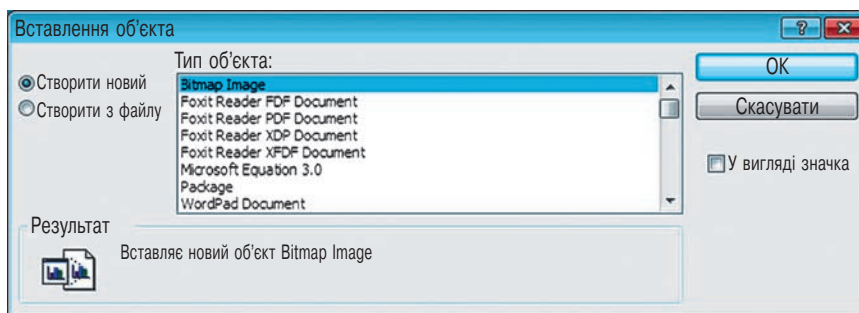 Вставлення об'єкта
Тип об'єкта:
Створити новий
Створити з файлу
Bitmap Image
Foxit Reader FDF Document
Foxit Reader PDF Document
Foxit Reader XDP Document
Foxit Reader XFDF Document
Microsoft Equation 3.0
Package
WordPad Document
OK
Скасувати
У вигляді значка
Результат
Вставляє новий об'єкт Bitmap Image